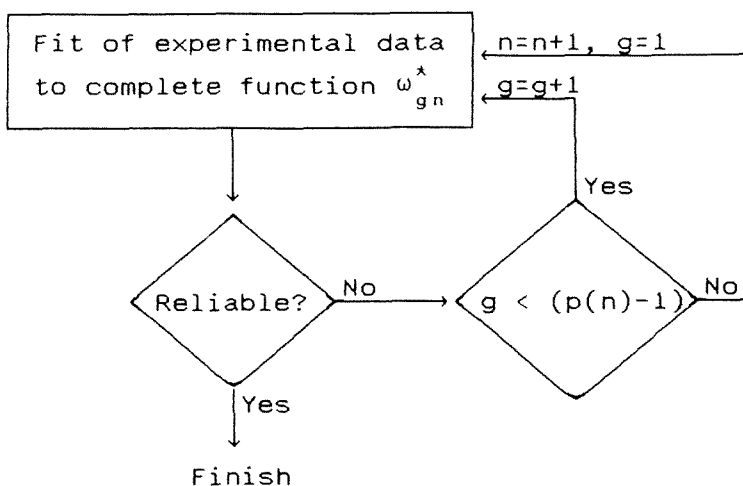 Fit of experimental data
to complete function ω*gn
n=n+1, g=1
g=g+1
Yes
Reliable?
No
g < (p(n)-1)
No
Yes
Finish